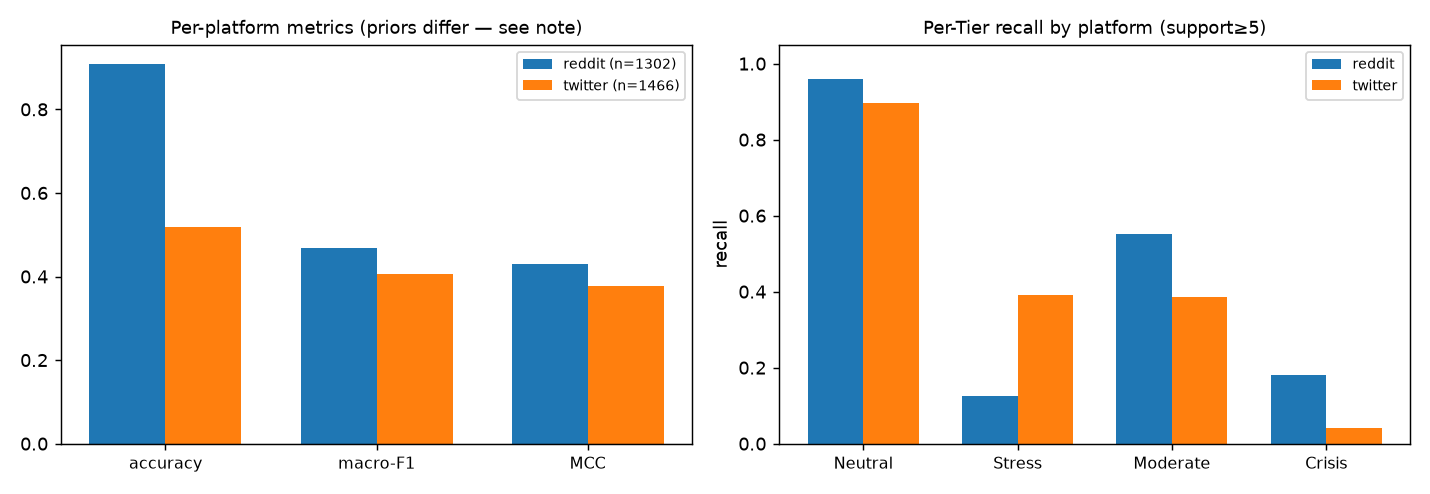 Per-platform metrics (priors differ — see note)
reddit (n=1302)
twitter (n=1466)
0.8
0.6
0.4
0.2
0.0
accuracy
macro-F1
MCC
Per-Tier recall by platform (support≥5)
reddit
twitter
recall
1.0
0.8
0.6
0.4
0.2
0.0
Neutral
Stress
Moderate
Crisis